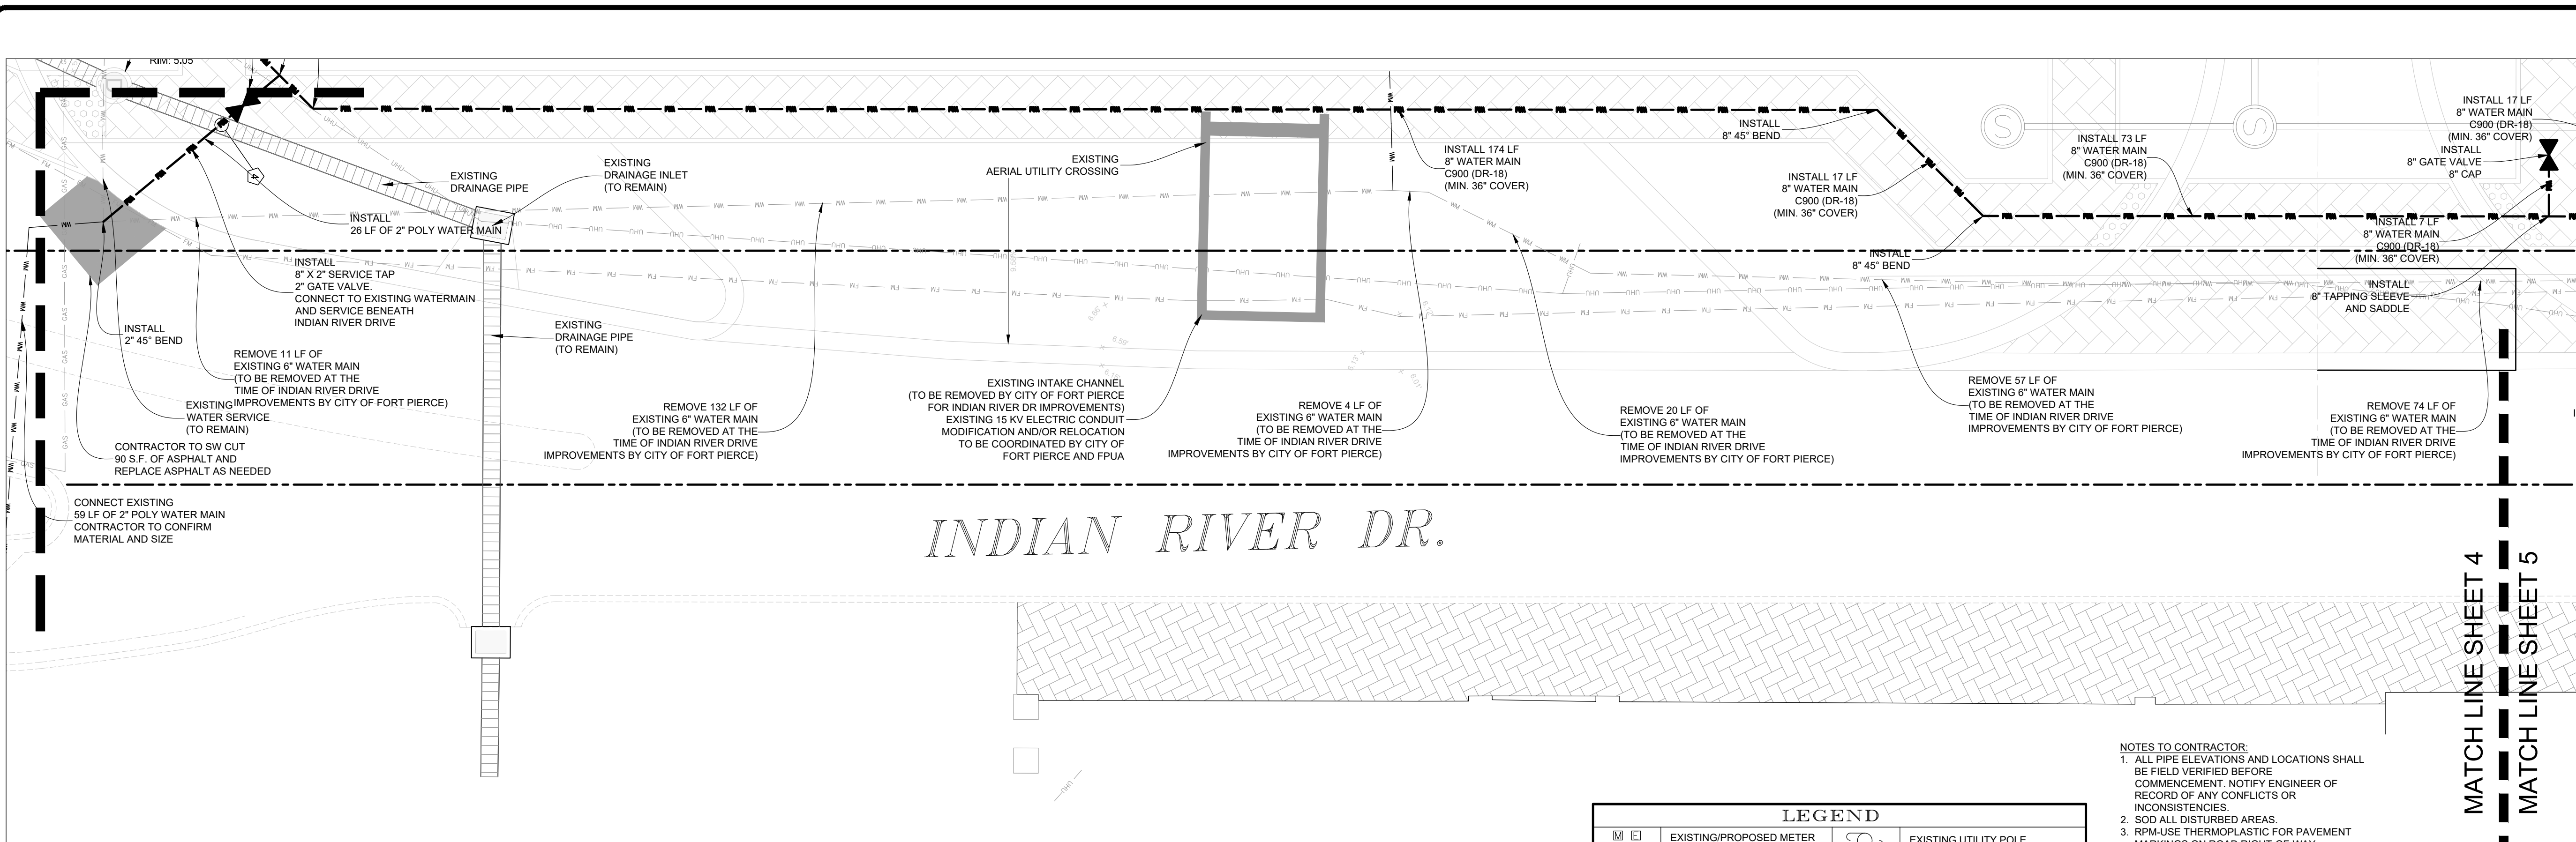 RIM: 5.05
EXISTING
DRAINAGE PIPE
EXISTING
DRAINAGE INLET
(TO REMAIN)
INSTALL
26 LF OF 2" POLY WATER MAIN
4
INSTALL
8" X 2" SERVICE TAP
2" GATE VALVE.
CONNECT TO EXISTING WATERMAIN
AND SERVICE BENEATH
INDIAN RIVER DRIVE
INSTALL
2" 45° BEND
REMOVE 11 LF OF
EXISTING 6" WATER MAIN
(TO BE REMOVED AT THE
TIME OF INDIAN RIVER DRIVE
IMPROVEMENTS BY CITY OF FORT PIERCE)
EXISTING
WATER SERVICE
(TO REMAIN)
CONTRACTOR TO SW CUT
90 S.F. OF ASPHALT AND
REPLACE ASPHALT AS NEEDED
CONNECT EXISTING
59 LF OF 2" POLY WATER MAIN
CONTRACTOR TO CONFIRM
MATERIAL AND SIZE
EXISTING
DRAINAGE PIPE
(TO REMAIN)
REMOVE 132 LF OF
EXISTING 6" WATER MAIN
(TO BE REMOVED AT THE
TIME OF INDIAN RIVER DRIVE
IMPROVEMENTS BY CITY OF FORT PIERCE)
EXISTING
AERIAL UTILITY CROSSING
EXISTING INTAKE CHANNEL
(TO BE REMOVED BY CITY OF FORT PIERCE
FOR INDIAN RIVER DR IMPROVEMENTS)
EXISTING 15 KV ELECTRIC CONDUIT
MODIFICATION AND/OR RELOCATION
TO BE COORDINATED BY CITY OF
FORT PIERCE AND FPUA
6.66'
6.59'
6.15'
6.13'
REMOVE 4 LF OF
EXISTING 6" WATER MAIN
(TO BE REMOVED AT THE
TIME OF INDIAN RIVER DRIVE
IMPROVEMENTS BY CITY OF FORT PIERCE)
INSTALL 174 LF
8" WATER MAIN
C900 (DR-18)
(MIN. 36" COVER)
REMOVE 20 LF OF
EXISTING 6" WATER MAIN
(TO BE REMOVED AT THE
TIME OF INDIAN RIVER DRIVE
IMPROVEMENTS BY CITY OF FORT PIERCE)
INSTALL
8" 45° BEND
INSTALL 17 LF
8" WATER MAIN
C900 (DR-18)
(MIN. 36" COVER)
INSTALL
8" 45° BEND
INSTALL 73 LF
8" WATER MAIN
C900 (DR-18)
(MIN. 36" COVER)
REMOVE 57 LF OF
EXISTING 6" WATER MAIN
(TO BE REMOVED AT THE
TIME OF INDIAN RIVER DRIVE
IMPROVEMENTS BY CITY OF FORT PIERCE)
INSTALL 17 LF
8" WATER MAIN
C900 (DR-18)
(MIN. 36" COVER)
INSTALL
8" GATE VALVE
8" CAP
INSTALL 7 LF
8" WATER MAIN
C900 (DR-18)
(MIN. 36" COVER)
INSTALL
8" TAPPING SLEEVE
AND SADDLE
REMOVE 74 LF OF
EXISTING 6" WATER MAIN
(TO BE REMOVED AT THE
TIME OF INDIAN RIVER DRIVE
IMPROVEMENTS BY CITY OF FORT PIERCE)
INDIAN RIVER DR.
MATCH LINE SHEET 4
MATCH LINE SHEET 5
NOTES TO CONTRACTOR:
1. ALL PIPE ELEVATIONS AND LOCATIONS SHALL
BE FIELD VERIFIED BEFORE
COMMENCEMENT. NOTIFY ENGINEER OF
RECORD OF ANY CONFLICTS OR
INCONSISTENCIES.
2. SOD ALL DISTURBED AREAS.
3. RPM-USE THERMOPLASTIC FOR PAVEMENT
MARKINGS ON ROAD RIGHT OF WAY
LEGEND
M E EXISTING/PROPOSED METER
EXISTING UTILITY POLE